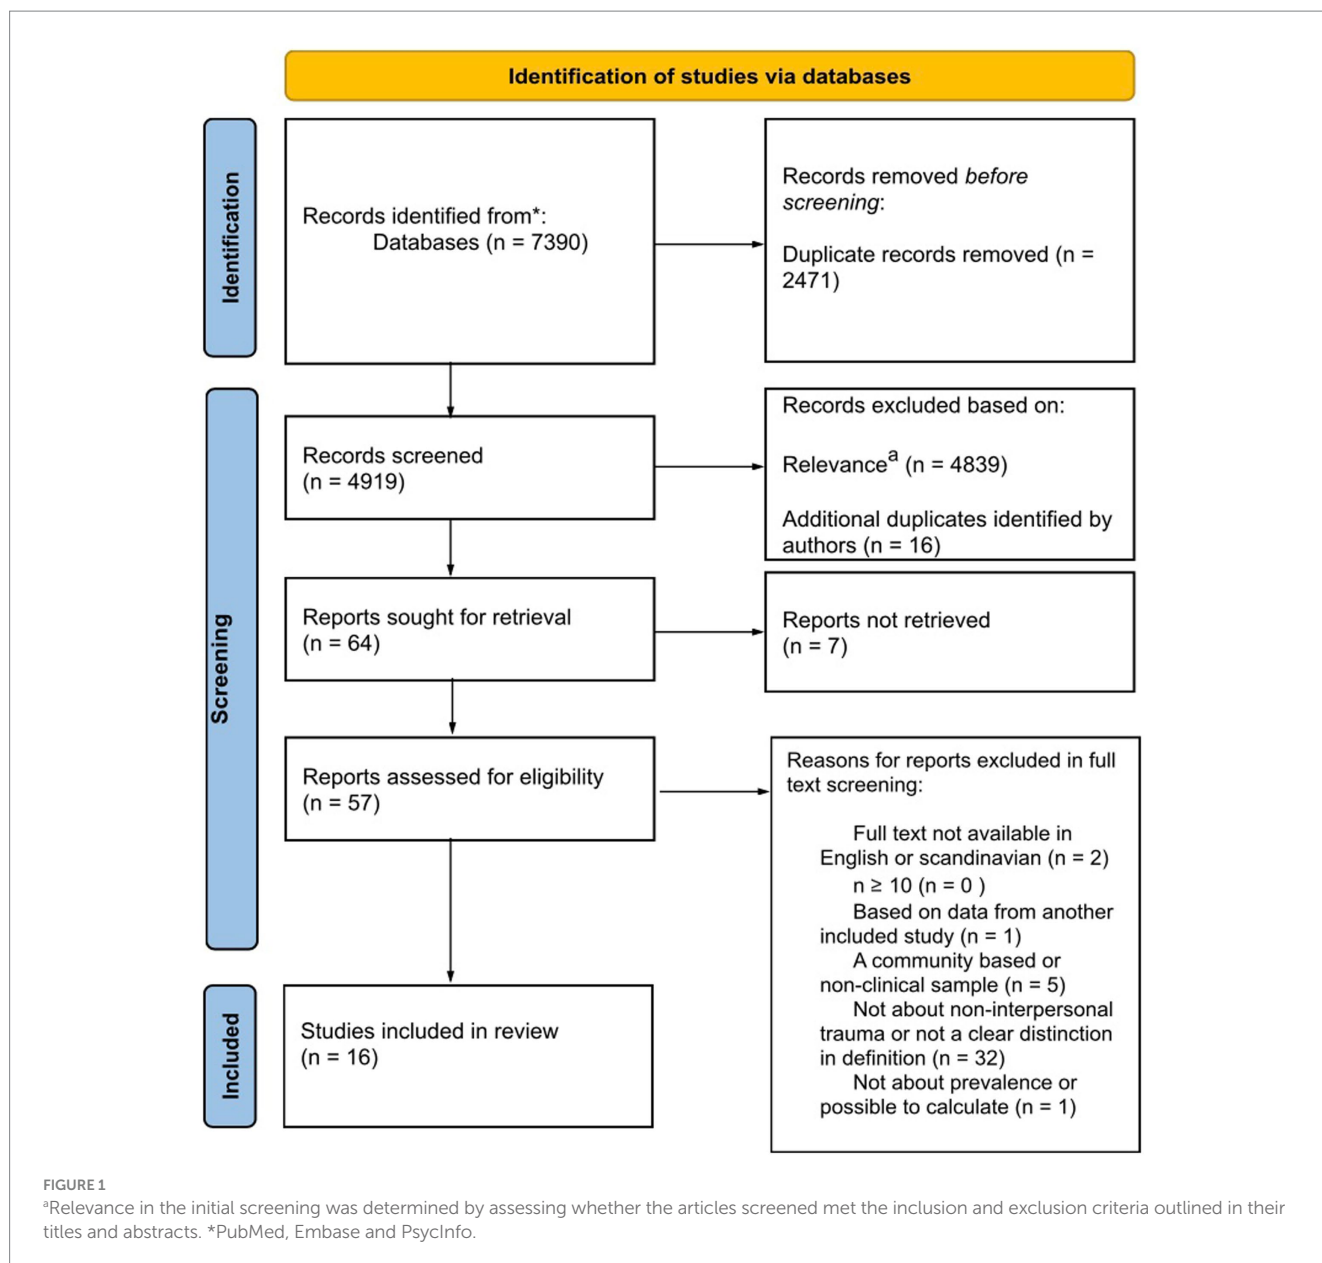 Identification of studies via databases
Identification
Records identified from*:
Databases (n = 7390)
Records removed before
screening:
Duplicate records removed (n =
2471)
Screening
Records screened
(n = 4919)
Records excluded based on:
Relevanceᵃ (n = 4839)
Additional duplicates identified by
authors (n = 16)
Reports sought for retrieval
(n = 64)
Reports not retrieved
(n = 7)
Reports assessed for eligibility
(n = 57)
Reasons for reports excluded in full
text screening:
Full text not available in
English or scandinavian (n = 2)
n ≥ 10 (n = 0 )
Based on data from another
included study (n = 1)
A community based or
non-clinical sample (n = 5)
Not about non-interpersonal
trauma or not a clear distinction
in definition (n = 32)
Not about prevalence or
possible to calculate (n = 1)
Included
Studies included in review
(n = 16)
FIGURE 1
ᵃRelevance in the initial screening was determined by assessing whether the articles screened met the inclusion and exclusion criteria outlined in their
titles and abstracts. *PubMed, Embase and PsycInfo.